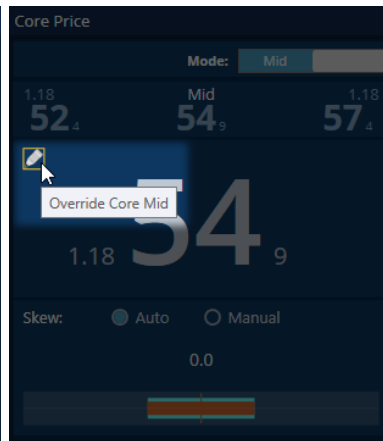 Core Price
Mode: Mid
1.18 Mid 1.18
52 4 54 9 57 4
Override Core Mid
1.18 54 9
Skew: Auto Manual
0.0